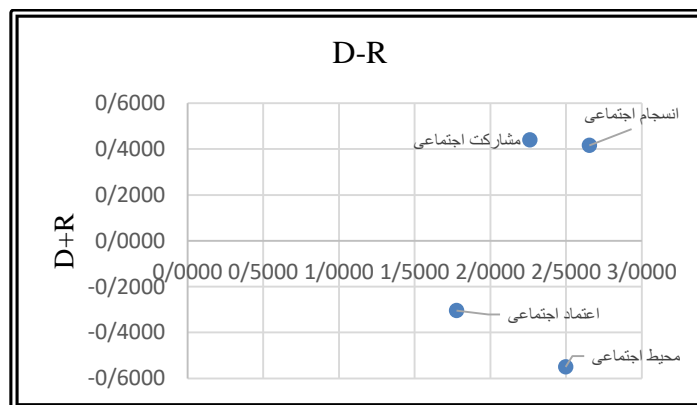 D-R
0/6000
انسجام اجتماعی
مشارکت اجتماعی
0/4000
0/2000
0/0000
D+R
0/0000 0/5000 1/0000 1/5000 2/0000 2/5000 3/0000
-0/2000
اعتماد اجتماعی
-0/4000
محیط اجتماعی
-0/6000